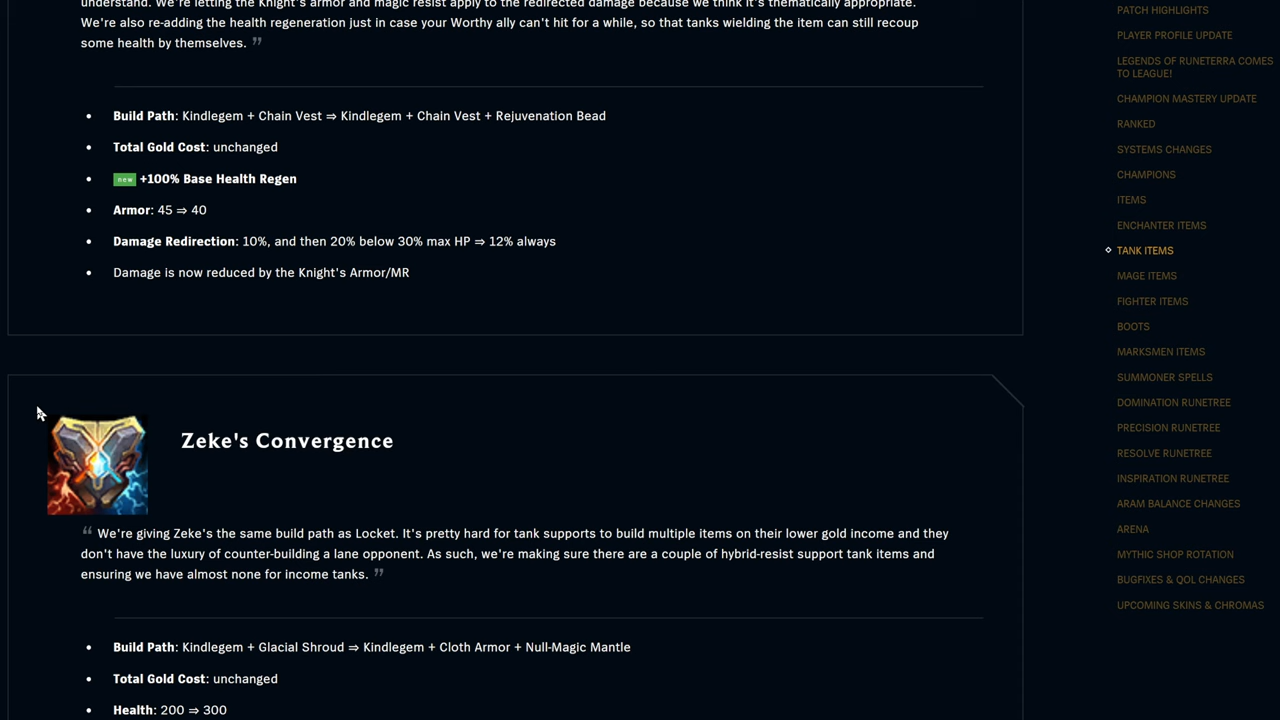 understand. We're letting the Knight's armor and magic resist apply to the redirected damage because we think it's thematically appropriate.
We're also re-adding the health regeneration just in case your Worthy ally can't hit for a while, so that tanks wielding the item can still recoup
some health by themselves. ”
• Build Path: Kindlegem + Chain Vest ⇒ Kindlegem + Chain Vest + Rejuvenation Bead
• Total Gold Cost: unchanged
• new +100% Base Health Regen
• Armor: 45 ⇒ 40
• Damage Redirection: 10%, and then 20% below 30% max HP ⇒ 12% always
• Damage is now reduced by the Knight's Armor/MR
Zeke's Convergence
“ We're giving Zeke's the same build path as Locket. It's pretty hard for tank supports to build multiple items on their lower gold income and they
don't have the luxury of counter-building a lane opponent. As such, we're making sure there are a couple of hybrid-resist support tank items and
ensuring we have almost none for income tanks. ”
• Build Path: Kindlegem + Glacial Shroud ⇒ Kindlegem + Cloth Armor + Null-Magic Mantle
• Total Gold Cost: unchanged
• Health: 200 ⇒ 300
PATCH HIGHLIGHTS
PLAYER PROFILE UPDATE
LEGENDS OF RUNETERRA COMES
TO LEAGUE!
CHAMPION MASTERY UPDATE
RANKED
SYSTEMS CHANGES
CHAMPIONS
ITEMS
ENCHANTER ITEMS
TANK ITEMS
MAGE ITEMS
FIGHTER ITEMS
BOOTS
MARKSMEN ITEMS
SUMMONER SPELLS
DOMINATION RUNETREE
PRECISION RUNETREE
RESOLVE RUNETREE
INSPIRATION RUNETREE
ARAM BALANCE CHANGES
ARENA
MYTHIC SHOP ROTATION
BUGFIXES & QOL CHANGES
UPCOMING SKINS & CHROMAS